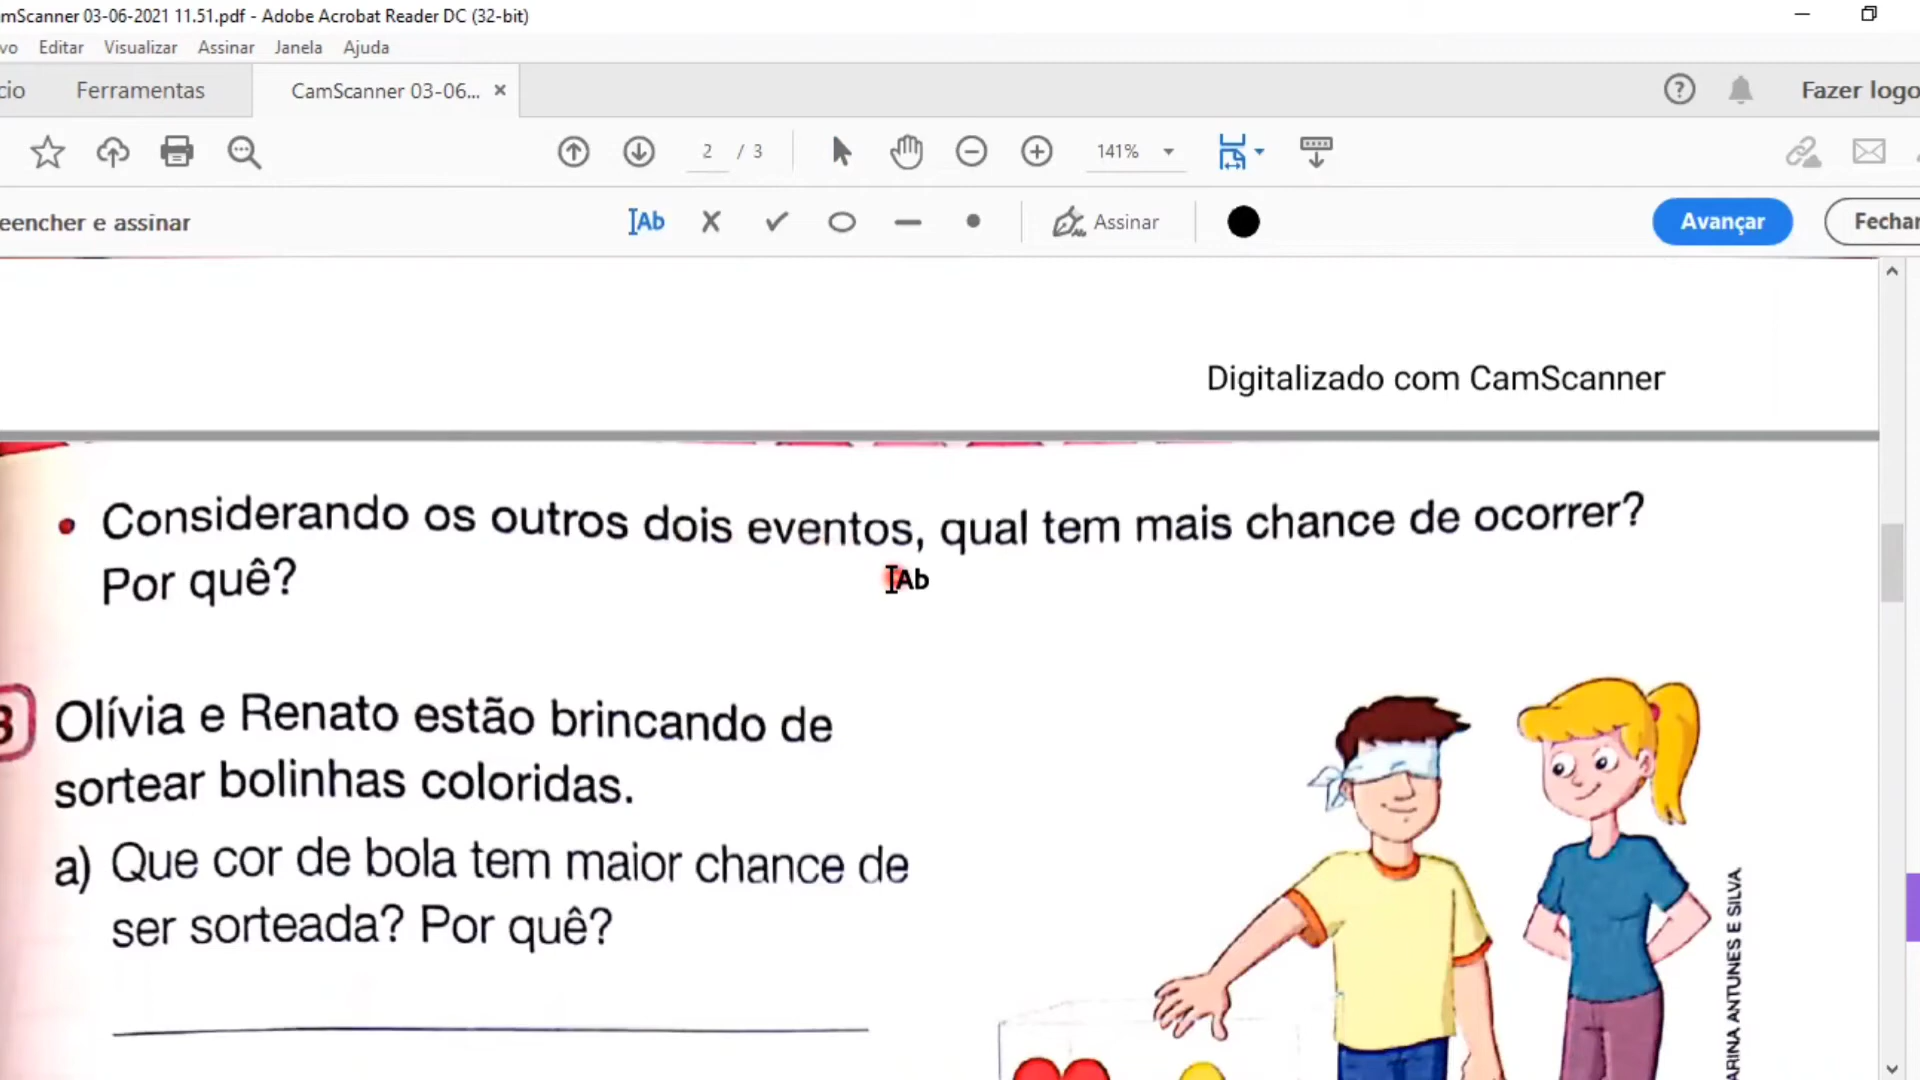 mScanner 03-06-2021 11.51.pdf - Adobe Acrobat Reader DC (32-bit)
vo Editar Visualizar Assinar Janela Ajuda
cio Ferramentas CamScanner 03-06... × ? Fazer logo
2 / 3 141%
eencher e assinar Ab Assinar Avançar Fechar
Digitalizado com CamScanner
• Considerando os outros dois eventos, qual tem mais chance de ocorrer?
Por quê?
Ab
3 Olívia e Renato estão brincando de
sortear bolinhas coloridas.
a) Que cor de bola tem maior chance de
ser sorteada? Por quê?
ARINA ANTUNES E SILVA